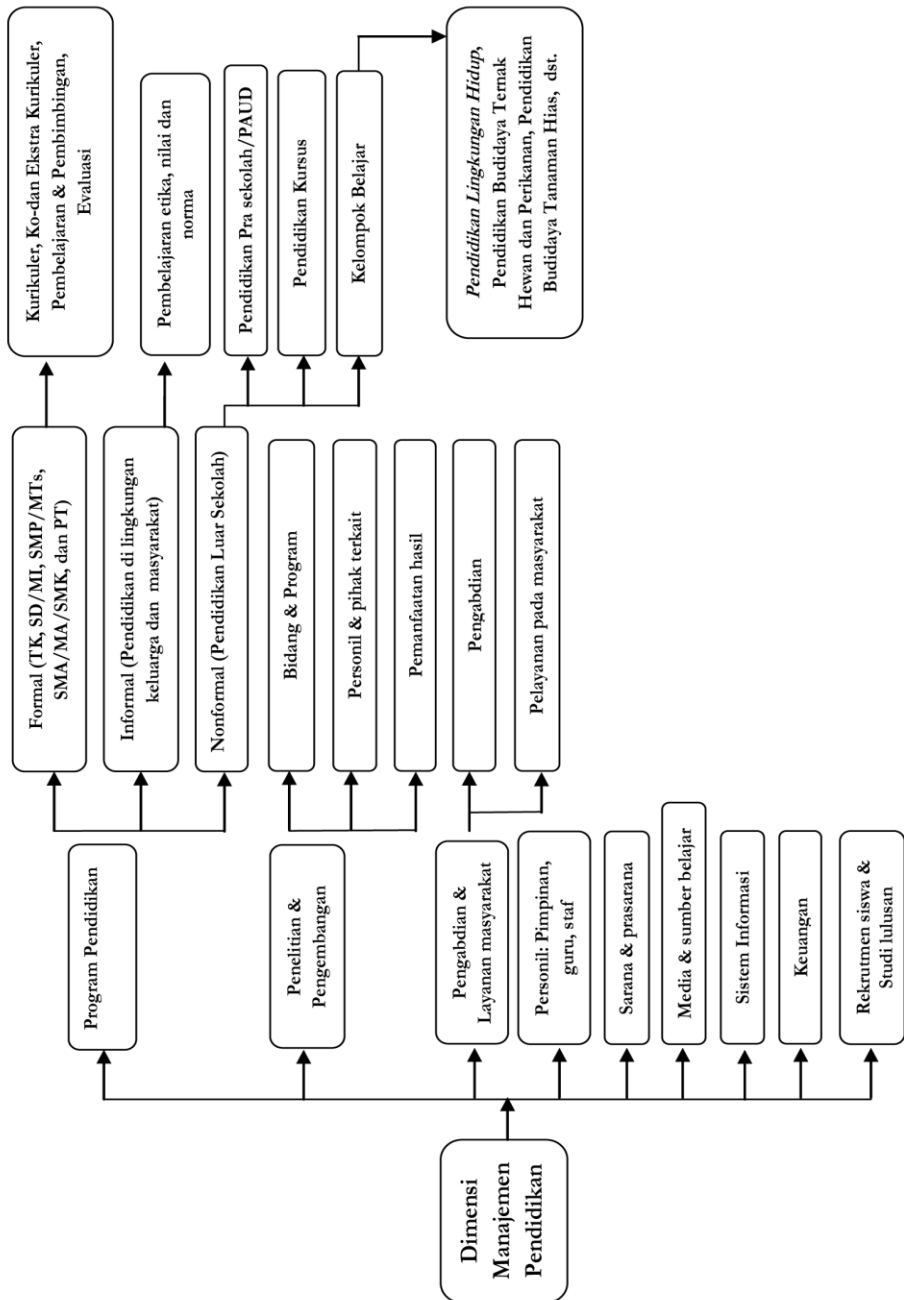 Dimensi
Manajemen
Pendidikan
Program Pendidikan
Penelitian &
Pengembangan
Pengabdian &
Layanan masyarakat
Personil: Pimpinan,
guru, staf
Sarana & prasarana
Media & sumber belajar
Sistem Informasi
Keuangan
Rekrutmen siswa &
Studi lulusan
Formal (TK, SD/MI, SMP/MTs,
SMA/MA/SMK, dan PT)
Informal (Pendidikan di lingkungan
keluarga dan masyarakat)
Nonformal (Pendidikan Luar Sekolah)
Bidang & Program
Personil & pihak terkait
Pemanfaatan hasil
Pengabdian
Pelayanan pada masyarakat
Kurikuler, Ko-dan Ekstra Kurikuler,
Pembelajaran & Pembimbingan,
Evaluasi
Pembelajaran etika, nilai dan
norma
Pendidikan Pra sekolah/PAUD
Pendidikan Kursus
Kelompok Belajar
Pendidikan Lingkungan Hidup,
Pendidikan Budidaya Ternak
Hewan dan Perikanan, Pendidikan
Budidaya Tanaman Hias, dst.